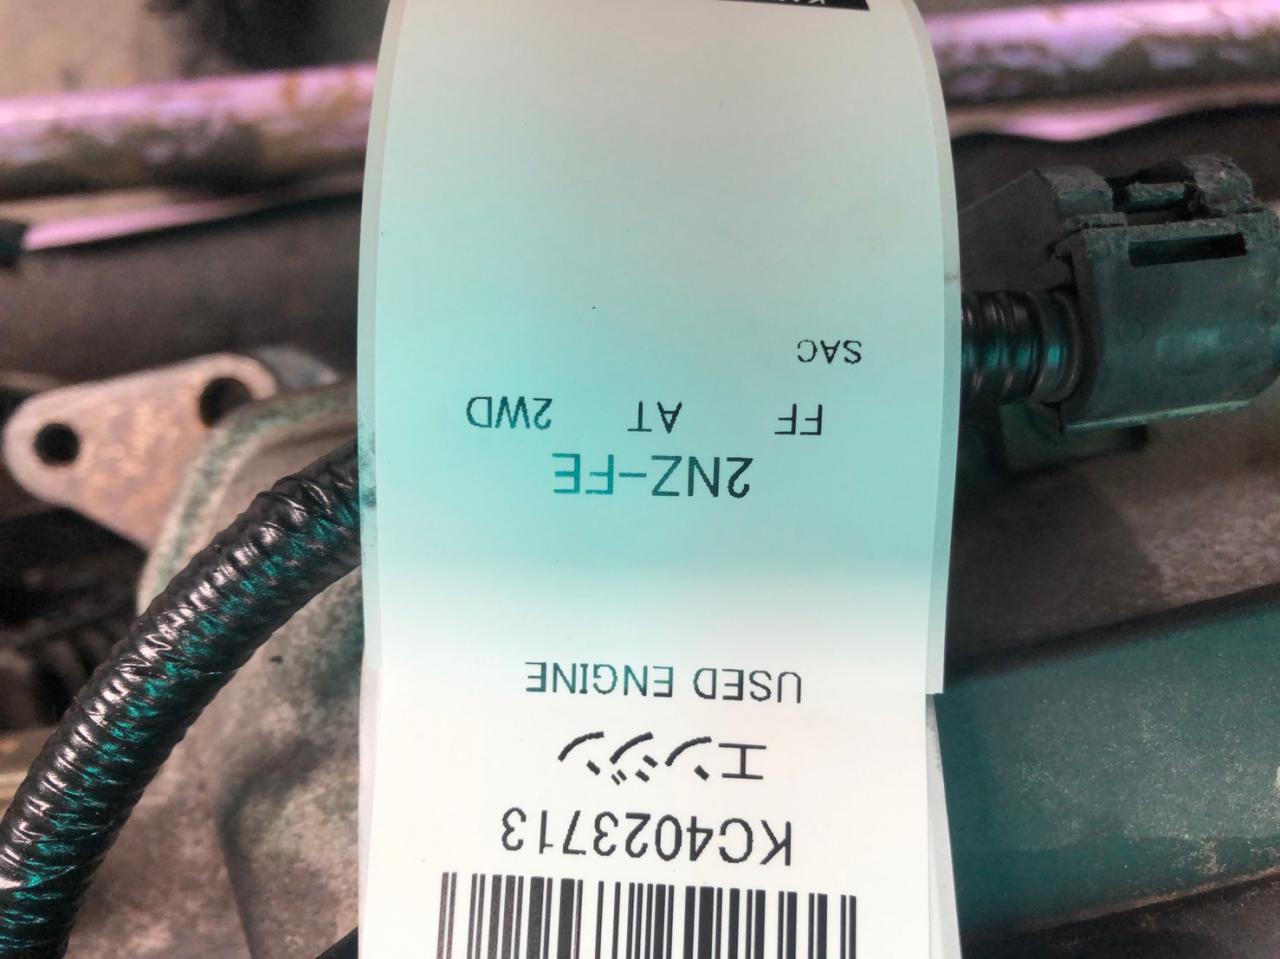 KC4023713
エンジン
USED ENGINE
2NZ-FE
FF AT 2WD
SAC